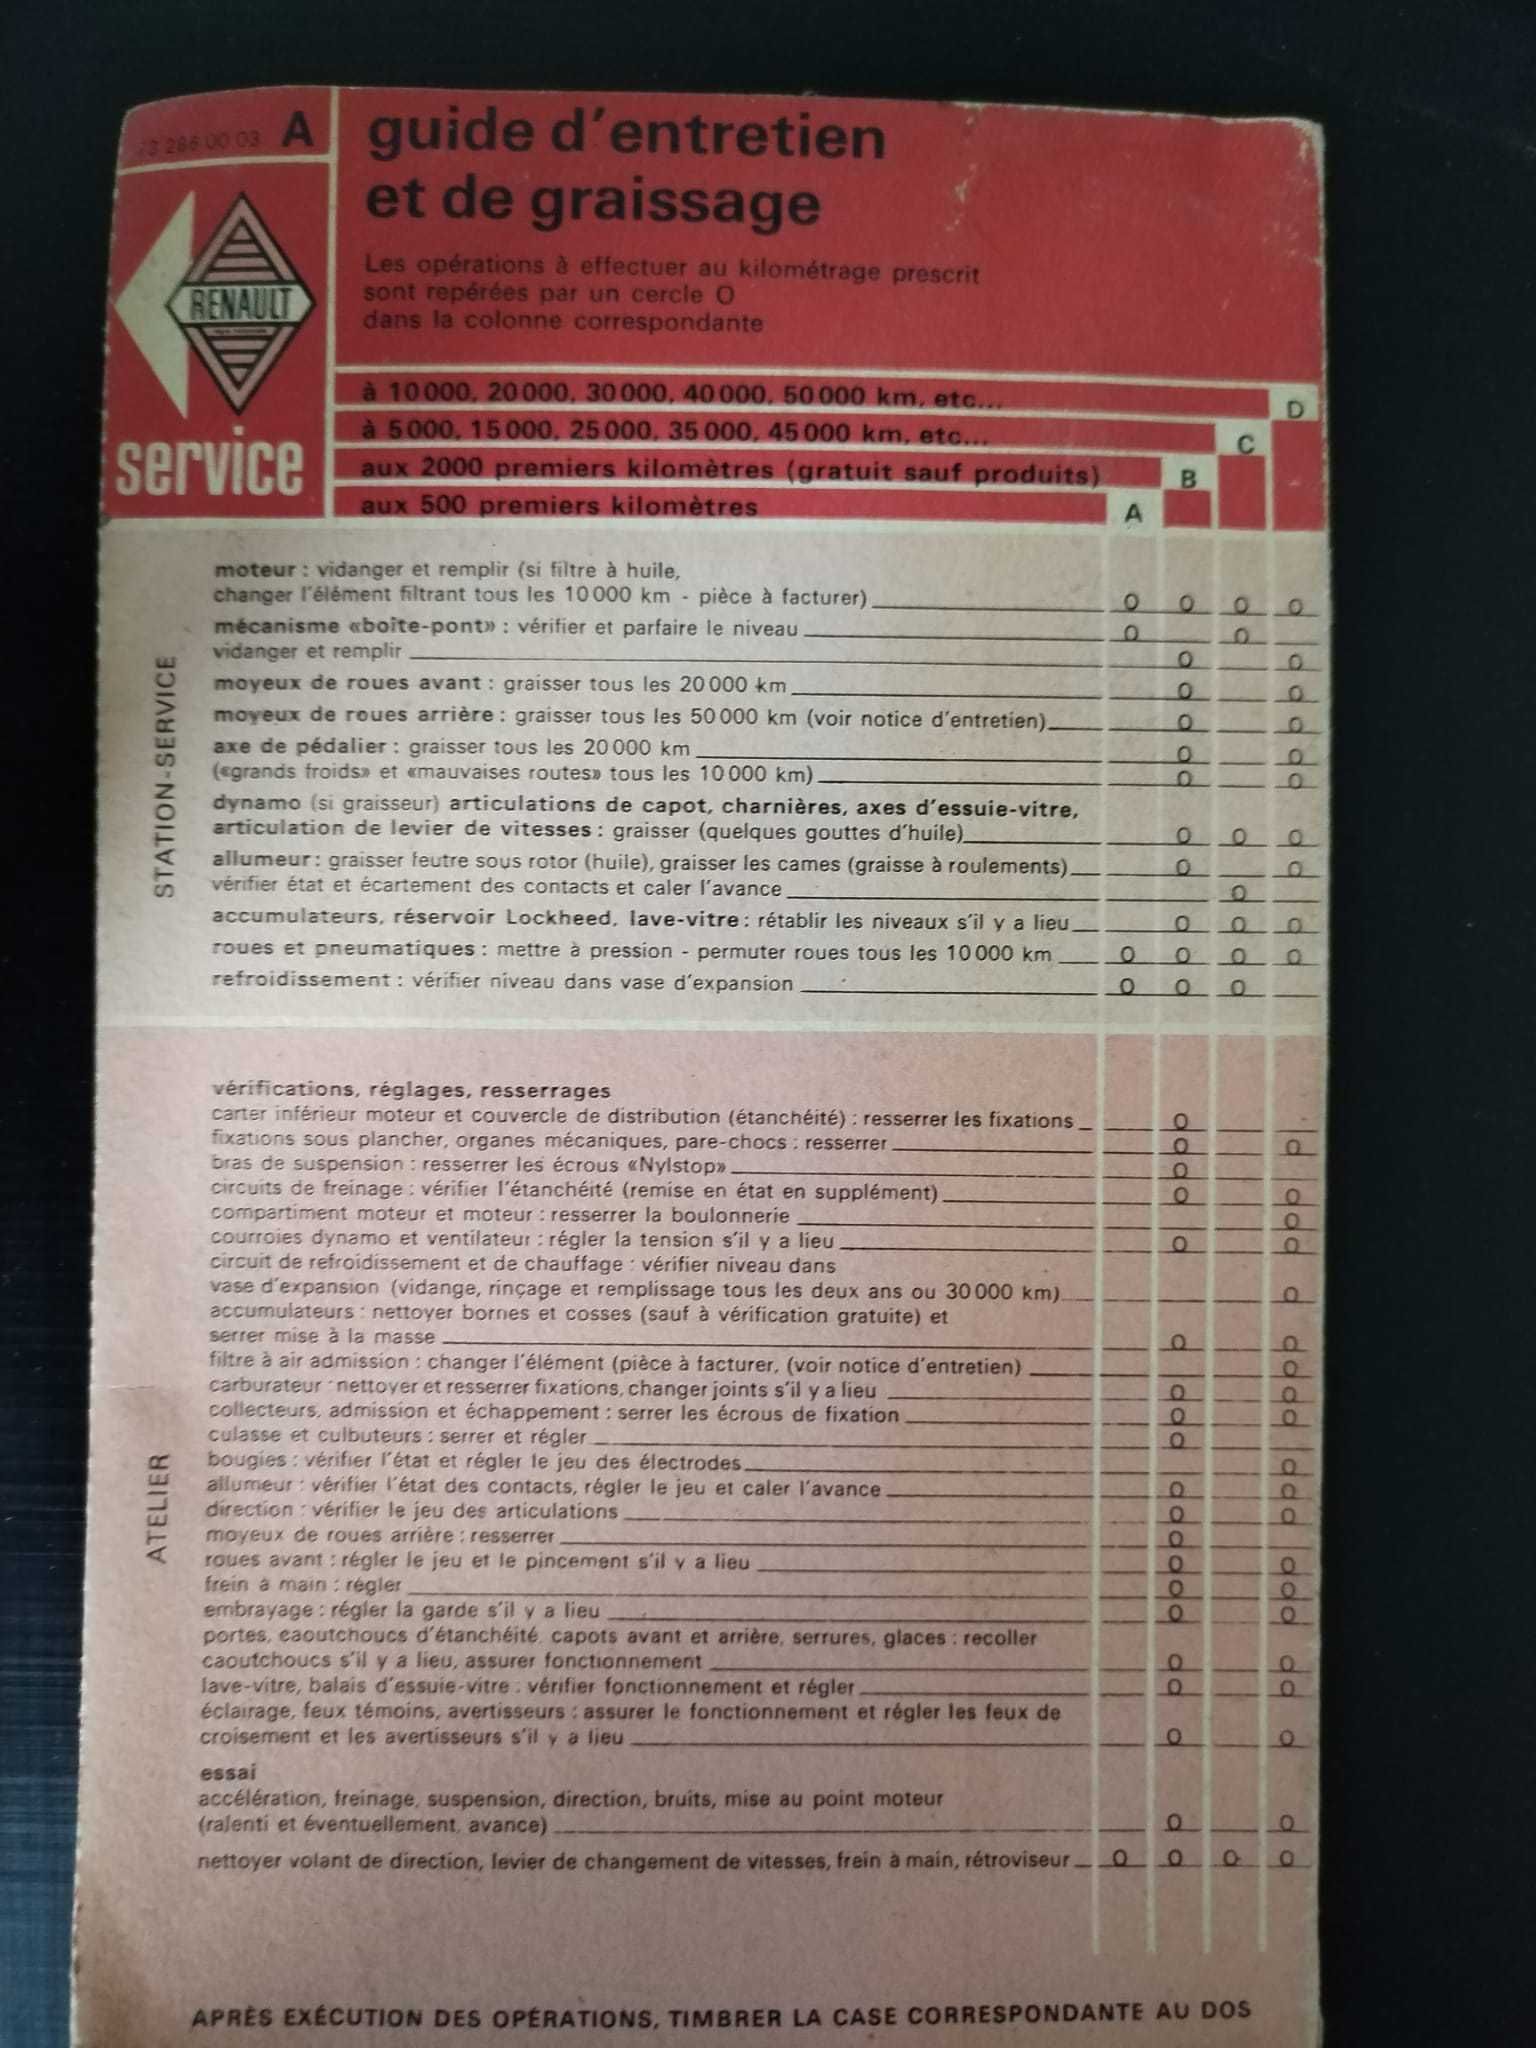 73 286 00 03 A
guide d'entretien
et de graissage
Les opérations à effectuer au kilométrage prescrit
sont repérées par un cercle O
dans la colonne correspondante
RENAULT
service
à 10 000, 20 000, 30 000, 40 000, 50 000 km, etc... D
à 5 000, 15 000, 25 000, 35 000, 45 000 km, etc... C
aux 2000 premiers kilomètres (gratuit sauf produits) B
aux 500 premiers kilomètres A
STATION-SERVICE
moteur : vidanger et remplir (si filtre à huile,
changer l'élément filtrant tous les 10 000 km - pièce à facturer) O O O O
mécanisme «boîte-pont» : vérifier et parfaire le niveau O O
vidanger et remplir O O
moyeux de roues avant : graisser tous les 20 000 km O O
moyeux de roues arrière : graisser tous les 50 000 km (voir notice d'entretien) O O
axe de pédalier : graisser tous les 20 000 km O O
(«grands froids» et «mauvaises routes» tous les 10 000 km) O O
dynamo (si graisseur) articulations de capot, charnières, axes d'essuie-vitre,
articulation de levier de vitesses : graisser (quelques gouttes d'huile) O O O
allumeur : graisser feutre sous rotor (huile), graisser les cames (graisse à roulements) O O
vérifier état et écartement des contacts et caler l'avance O
accumulateurs, réservoir Lockheed, lave-vitre : rétablir les niveaux s'il y a lieu O O O
roues et pneumatiques : mettre à pression - permuter roues tous les 10 000 km O O O O
refroidissement : vérifier niveau dans vase d'expansion O O O
ATELIER
vérifications, réglages, resserrages
carter inférieur moteur et couvercle de distribution (étanchéité) : resserrer les fixations O
fixations sous plancher, organes mécaniques, pare-chocs : resserrer O O
bras de suspension : resserrer les écrous «Nylstop» O
circuits de freinage : vérifier l'étanchéité (remise en état en supplément) O O
compartiment moteur et moteur : resserrer la boulonnerie O
courroies dynamo et ventilateur : régler la tension s'il y a lieu O O
circuit de refroidissement et de chauffage : vérifier niveau dans
vase d'expansion (vidange, rinçage et remplissage tous les deux ans ou 30 000 km) O
accumulateurs : nettoyer bornes et cosses (sauf à vérification gratuite) et
serrer mise à la masse O O
filtre à air admission : changer l'élément (pièce à facturer, (voir notice d'entretien) O
carburateur : nettoyer et resserrer fixations, changer joints s'il y a lieu O O
collecteurs, admission et échappement : serrer les écrous de fixation O O
culasse et culbuteurs : serrer et régler O
bougies : vérifier l'état et régler le jeu des électrodes O
allumeur : vérifier l'état des contacts, régler le jeu et caler l'avance O O
direction : vérifier le jeu des articulations O O
moyeux de roues arrière : resserrer O
roues avant : régler le jeu et le pincement s'il y a lieu O O
frein à main : régler O O
embrayage : régler la garde s'il y a lieu O O
portes, caoutchoucs d'étanchéité, capots avant et arrière, serrures, glaces : recoller
caoutchoucs s'il y a lieu, assurer fonctionnement O O
lave-vitre, balais d'essuie-vitre : vérifier fonctionnement et régler O O
éclairage, feux témoins, avertisseurs : assurer le fonctionnement et régler les feux de
croisement et les avertisseurs s'il y a lieu O O
essai
accélération, freinage, suspension, direction, bruits, mise au point moteur
(ralenti et éventuellement, avance) O O
nettoyer volant de direction, levier de changement de vitesses, frein à main, rétroviseur O O O O
APRÈS EXÉCUTION DES OPÉRATIONS, TIMBRER LA CASE CORRESPONDANTE AU DOS